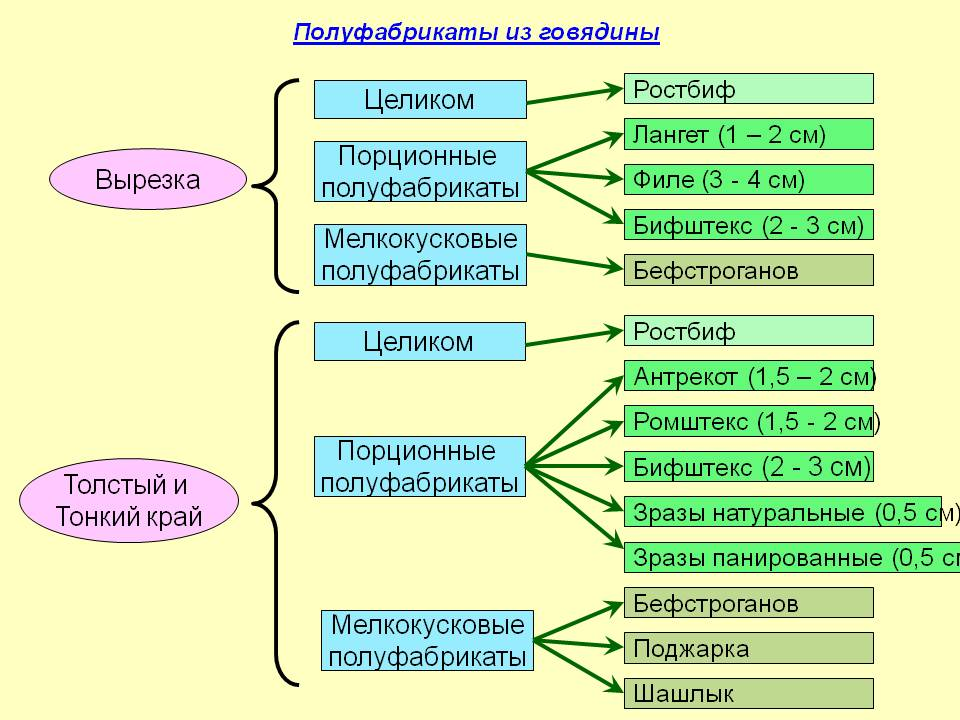 Полуфабрикаты из говядины
Вырезка
Целиком
Ростбиф
Порционные
полуфабрикаты
Лангет (1 – 2 см)
Филе (3 - 4 см)
Бифштекс (2 - 3 см)
Мелкокусковые
полуфабрикаты
Бефстроганов
Толстый и
Тонкий край
Целиком
Ростбиф
Порционные
полуфабрикаты
Антрекот (1,5 – 2 см)
Ромштекс (1,5 - 2 см)
Бифштекс (2 - 3 см)
Зразы натуральные (0,5 см)
Зразы панированные (0,5
Мелкокусковые
полуфабрикаты
Бефстроганов
Поджарка
Шашлык